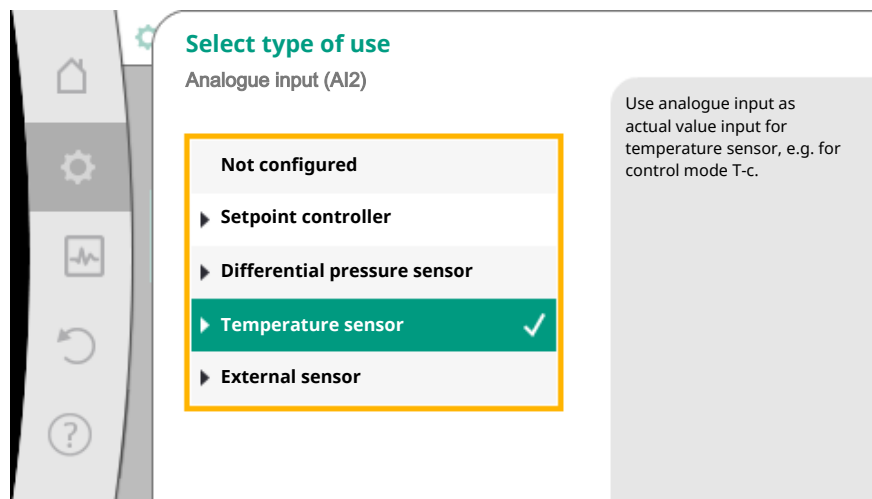 Select type of use
Analogue input (AI2)
Use analogue input as
actual value input for
temperature sensor, e.g. for
control mode T-c.
Not configured
Setpoint controller
Differential pressure sensor
Temperature sensor
External sensor
?